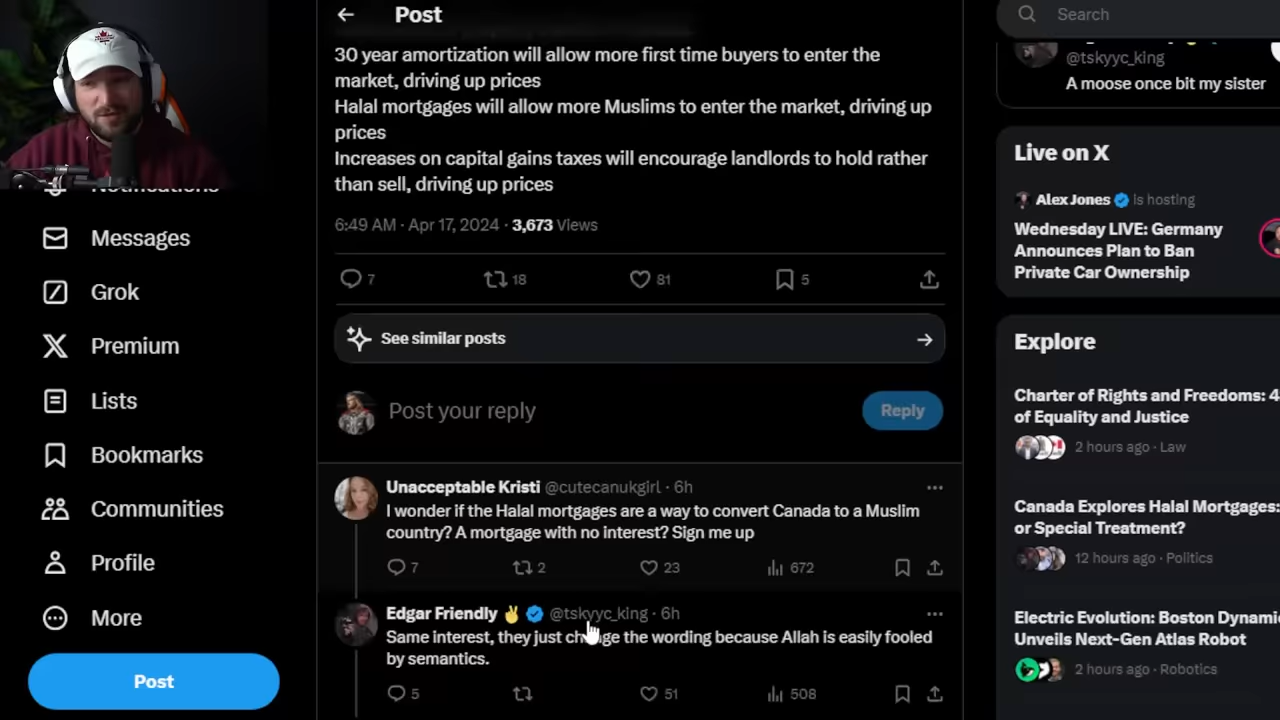 Post
30 year amortization will allow more first time buyers to enter the
market, driving up prices
Halal mortgages will allow more Muslims to enter the market, driving up
prices
Increases on capital gains taxes will encourage landlords to hold rather
than sell, driving up prices
6:49 AM · Apr 17, 2024 · 3,673 Views
7 18 81 5
See similar posts
Post your reply
Reply
Unacceptable Kristi @cutecanukgirl · 6h
I wonder if the Halal mortgages are a way to convert Canada to a Muslim
country? A mortgage with no interest? Sign me up
7 2 23 672
Edgar Friendly @tskyyc_king · 6h
Same interest, they just change the wording because Allah is easily fooled
by semantics.
5 51 508
Notifications
Messages
Grok
Premium
Lists
Bookmarks
Communities
Profile
More
Post
Search
@tskyyc_king
A moose once bit my sister
Live on X
Alex Jones is hosting
Wednesday LIVE: Germany
Announces Plan to Ban
Private Car Ownership
Explore
Charter of Rights and Freedoms: 4
of Equality and Justice
2 hours ago · Law
Canada Explores Halal Mortgages:
or Special Treatment?
12 hours ago · Politics
Electric Evolution: Boston Dynami
Unveils Next-Gen Atlas Robot
2 hours ago · Robotics